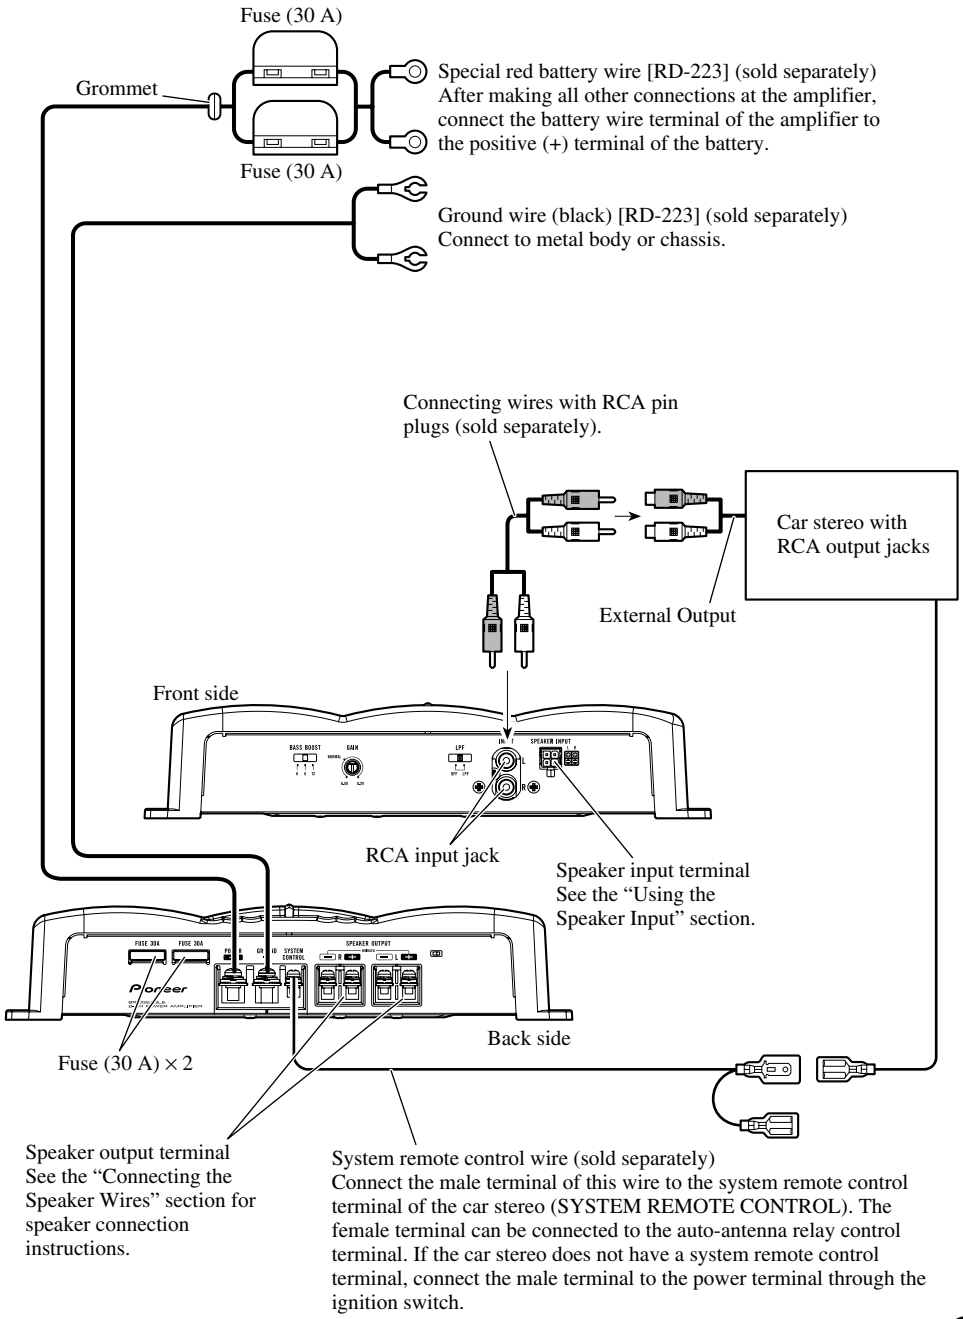 Fuse (30 A)
Grommet
Fuse (30 A)
Special red battery wire [RD-223] (sold separately)
After making all other connections at the amplifier,
connect the battery wire terminal of the amplifier to
the positive (+) terminal of the battery.
Ground wire (black) [RD-223] (sold separately)
Connect to metal body or chassis.
Connecting wires with RCA pin
plugs (sold separately).
Car stereo with
RCA output jacks
External Output
Front side
BASS BOOST
GAIN
NORMAL
LPF
OFF LPF
SPEAKER INPUT
L
R
RCA input jack
Speaker input terminal
See the “Using the
Speaker Input” section.
FUSE 30A
FUSE 30A
SYSTEM
CONTROL
SPEAKER OUTPUT
R
L
Pioneer
Back side
Fuse (30 A) × 2
Speaker output terminal
See the “Connecting the
Speaker Wires” section for
speaker connection
instructions.
System remote control wire (sold separately)
Connect the male terminal of this wire to the system remote control
terminal of the car stereo (SYSTEM REMOTE CONTROL). The
female terminal can be connected to the auto-antenna relay control
terminal. If the car stereo does not have a system remote control
terminal, connect the male terminal to the power terminal through the
ignition switch.